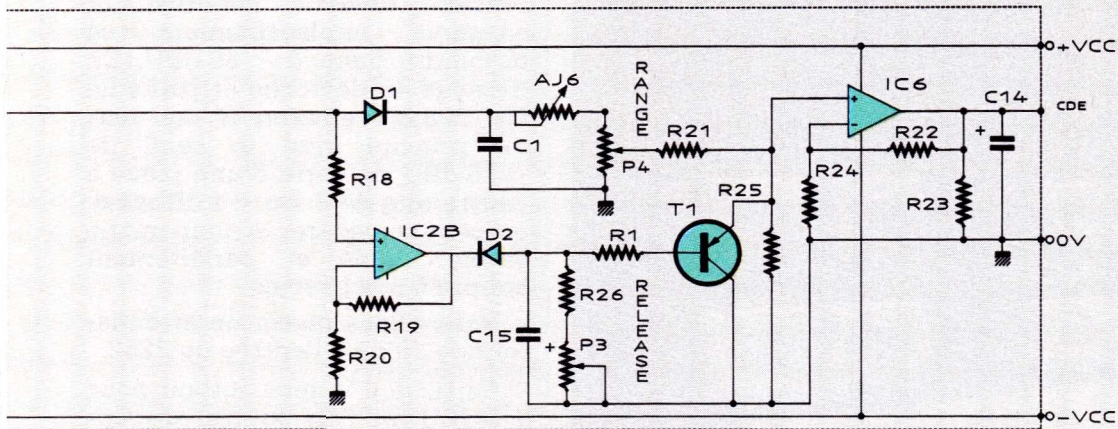 +VCC
IC6
AJ6
D1
RANGE
C14
CDE
C1
R21
R22
P4
R18
R24
R25
R23
T1
IC2B
D2
R1
0V
R26
RELEASE
R19
C15
P3
R20
-VCC